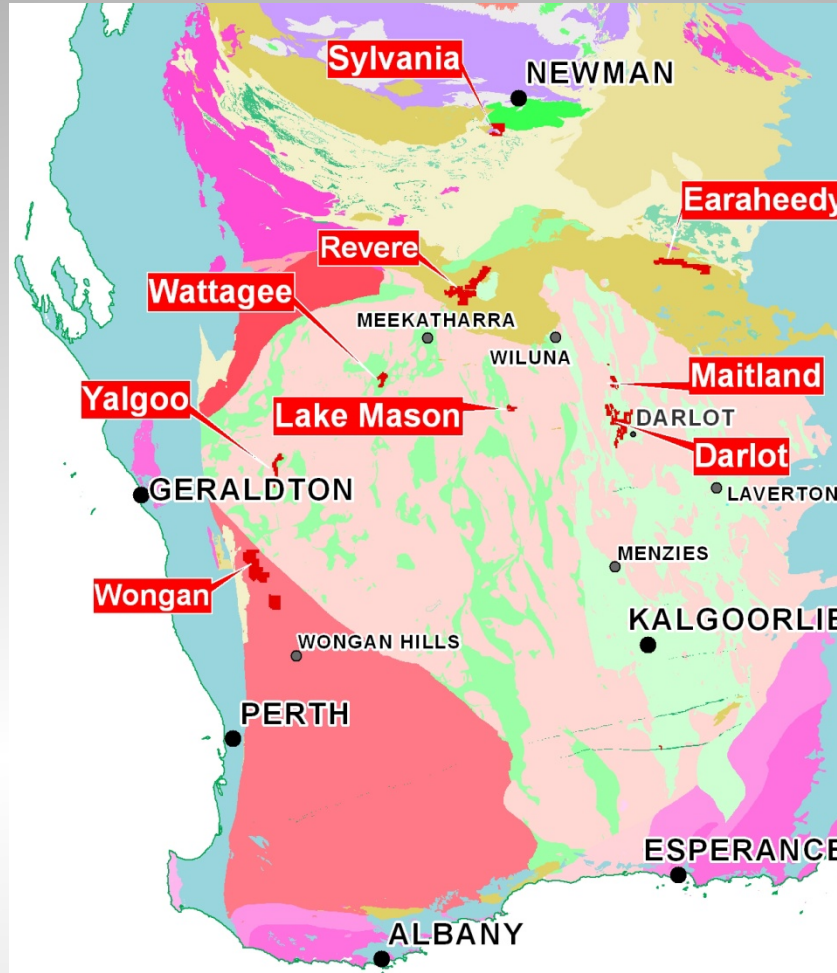 Sylvania
NEWMAN
Earaheedy
Revere
Wattagee
MEEKATHARRA
WILUNA
Maitland
Yalgoo
Lake Mason
DARLOT
Darlot
GERALDTON
LAVERTON
MENZIES
Wongan
KALGOORLIE
WONGAN HILLS
PERTH
ESPERANCE
ALBANY